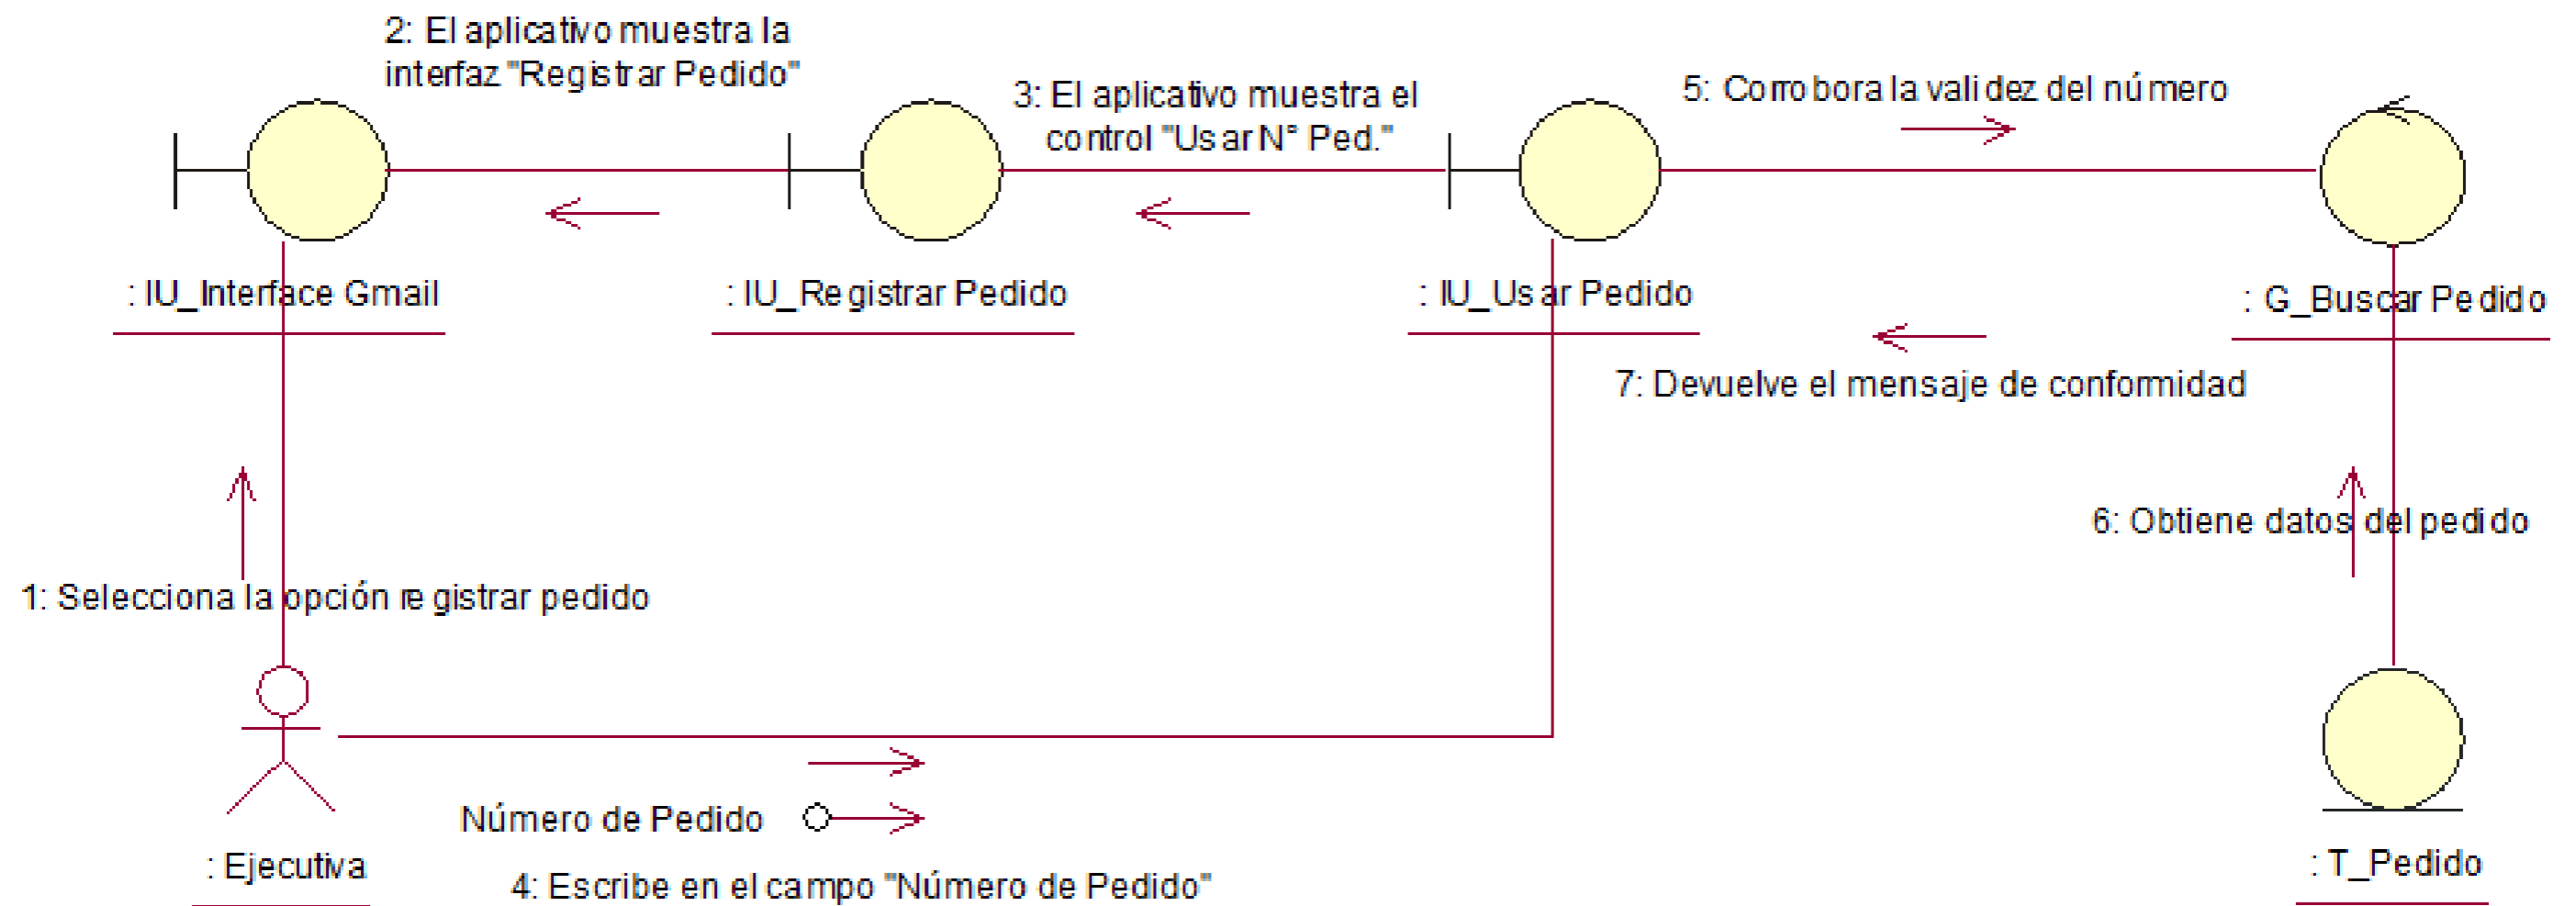 2: El aplicativo muestra la
interfaz "Registrar Pedido"
3: El aplicativo muestra el
control "Usar N° Ped."
5: Corrobora la validez del número
: IU_Interface Gmail
: IU_Registrar Pedido
: IU_Usar Pedido
: G_Buscar Pedido
7: Devuelve el mensaje de conformidad
6: Obtiene datos del pedido
1: Selecciona la opción registrar pedido
Número de Pedido
: Ejecutiva
4: Escribe en el campo "Número de Pedido"
: T_Pedido